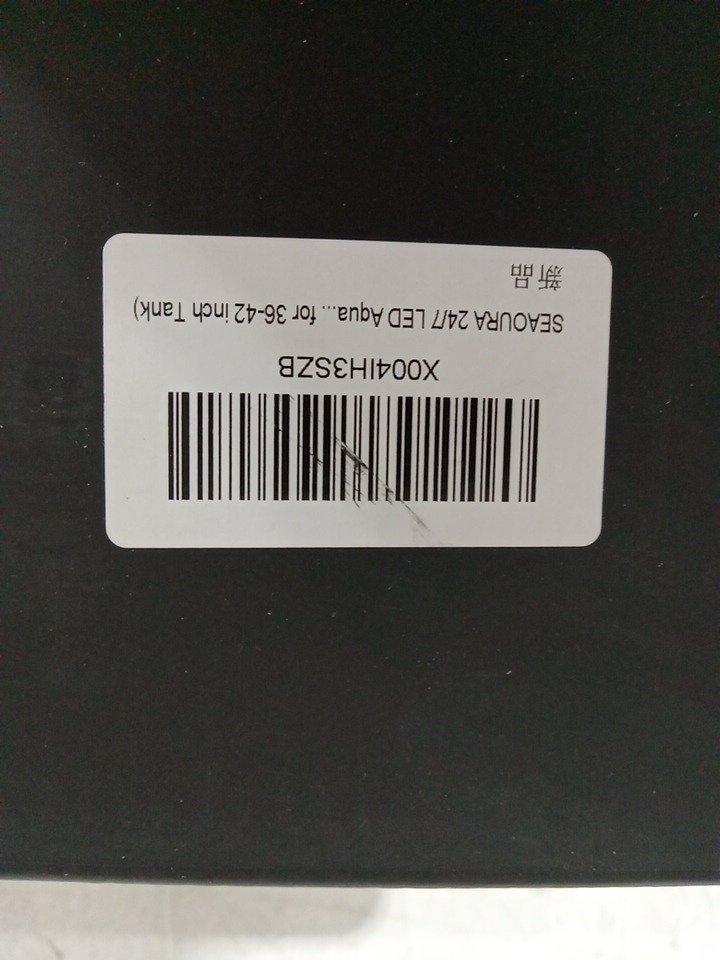 X004IH3SZB
SEAOURA 24/7 LED Aqua... for 36-42 inch Tank)
新品